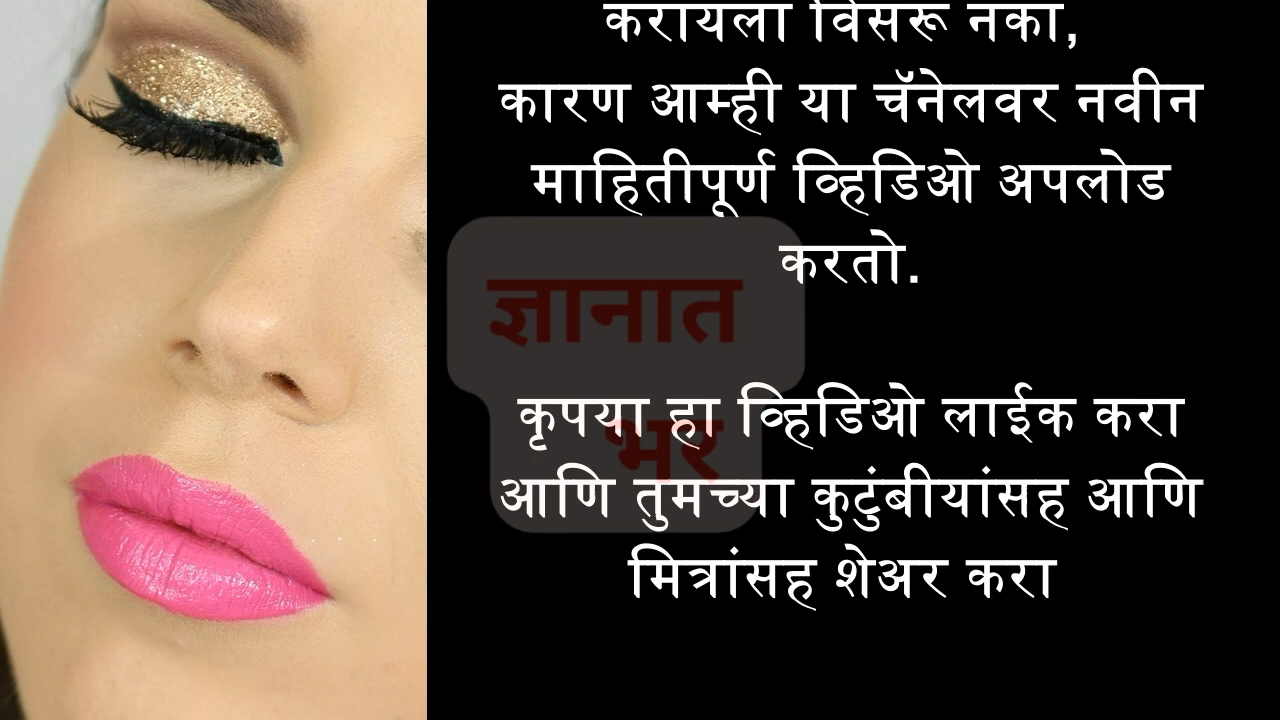 करायला विसरू नका,
कारण आम्ही या चॅनेलवर नवीन
माहितीपूर्ण व्हिडिओ अपलोड
करतो.
ज्ञानात
भर
कृपया हा व्हिडिओ लाईक करा
आणि तुमच्या कुटुंबीयांसह आणि
मित्रांसह शेअर करा